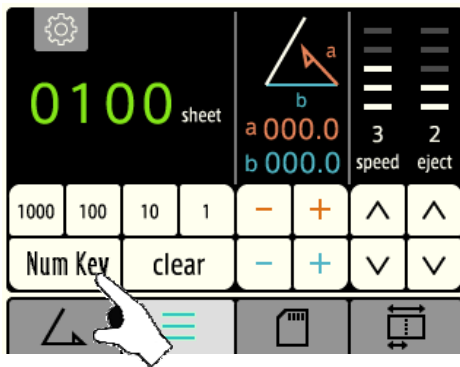 a
b
0100 sheet
a 000.0
b 000.0
3 2
speed eject
1000 100 10 1 − +
Num Key clear − +